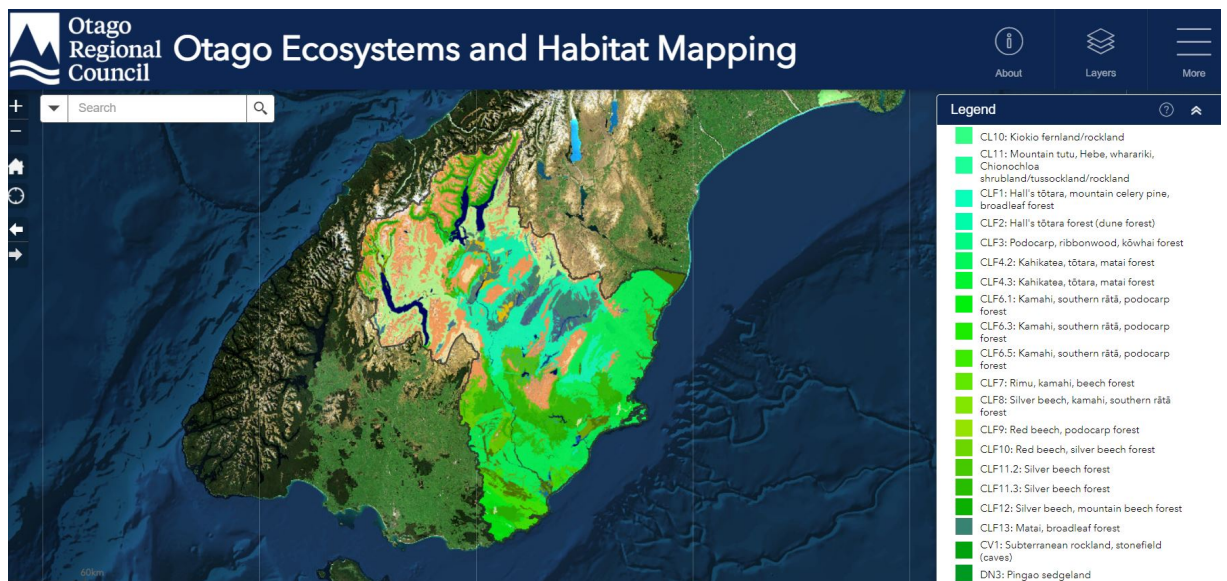 Otago
Regional
Council
Otago Ecosystems and Habitat Mapping
About
Layers
More
+
−
Search
Legend
?
CL10: Kiokio fernland/rockland
CL11: Mountain tutu, Hebe, wharariki,
Chionochloa
shrubland/tussockland/rockland
CLF1: Hall's tōtara, mountain celery pine,
broadleaf forest
CLF2: Hall's tōtara forest (dune forest)
CLF3: Podocarp, ribbonwood, kōwhai forest
CLF4.2: Kahikatea, tōtara, matai forest
CLF4.3: Kahikatea, tōtara, matai forest
CLF6.1: Kamahi, southern rātā, podocarp
forest
CLF6.3: Kamahi, southern rātā, podocarp
forest
CLF6.5: Kamahi, southern rātā, podocarp
forest
CLF7: Rimu, kamahi, beech forest
CLF8: Silver beech, kamahi, southern rātā
forest
CLF9: Red beech, podocarp forest
CLF10: Red beech, silver beech forest
CLF11.2: Silver beech forest
CLF11.3: Silver beech forest
CLF12: Silver beech, mountain beech forest
CLF13: Matai, broadleaf forest
CV1: Subterranean rockland, stonefield
(caves)
DN3: Pingao sedgeland
60km